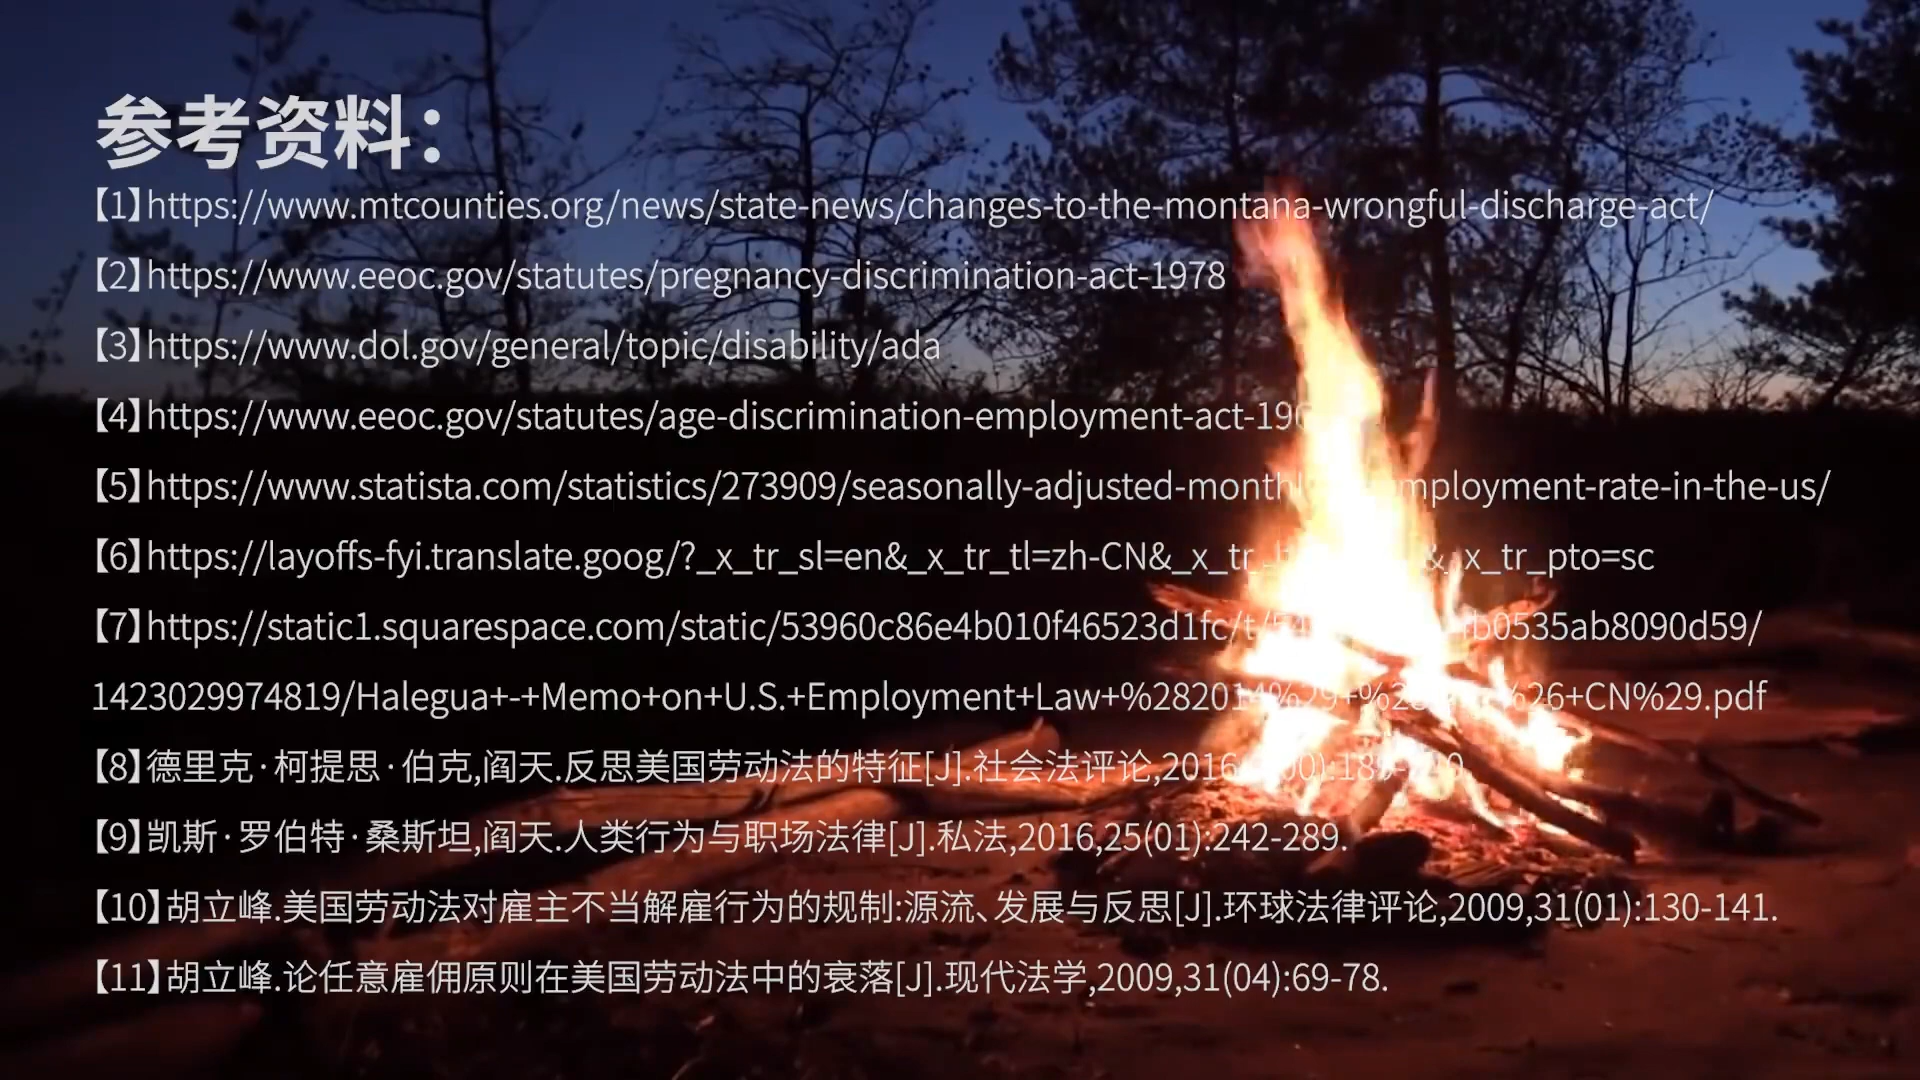 参考资料：
【1】https://www.mtcounties.org/news/state-news/changes-to-the-montana-wrongful-discharge-act/
【2】https://www.eeoc.gov/statutes/pregnancy-discrimination-act-1978
【3】https://www.dol.gov/general/topic/disability/ada
【4】https://www.eeoc.gov/statutes/age-discrimination-employment-act-
【5】https://www.statista.com/statistics/273909/seasonally-adjusted- -rate-in-the-us/
【6】https://layoffs-fyi.translate.goog/?_x_tr_sl=en&_x_tr_tl=zh-CN& &_x_tr_pto=sc
【7】https://static1.squarespace.com/static/53960c86e4b010f46523d1fc/t/
1423029974819/Halegua+-+Memo+on+U.S.+Employment+Law+ +CN%29.pdf
【8】德里克·柯提思·伯克,阎天.反思美国劳动法的特征[J].社会法评论,2016
【9】凯斯·罗伯特·桑斯坦,阎天.人类行为与职场法律[J].私法,2016,25(01):242-289.
【10】胡立峰.美国劳动法对雇主不当解雇行为的规制:源流、发展与反思[J].环球法律评论,2009,31(01):130-141.
【11】胡立峰.论任意雇佣原则在美国劳动法中的衰落[J].现代法学,2009,31(04):69-78.